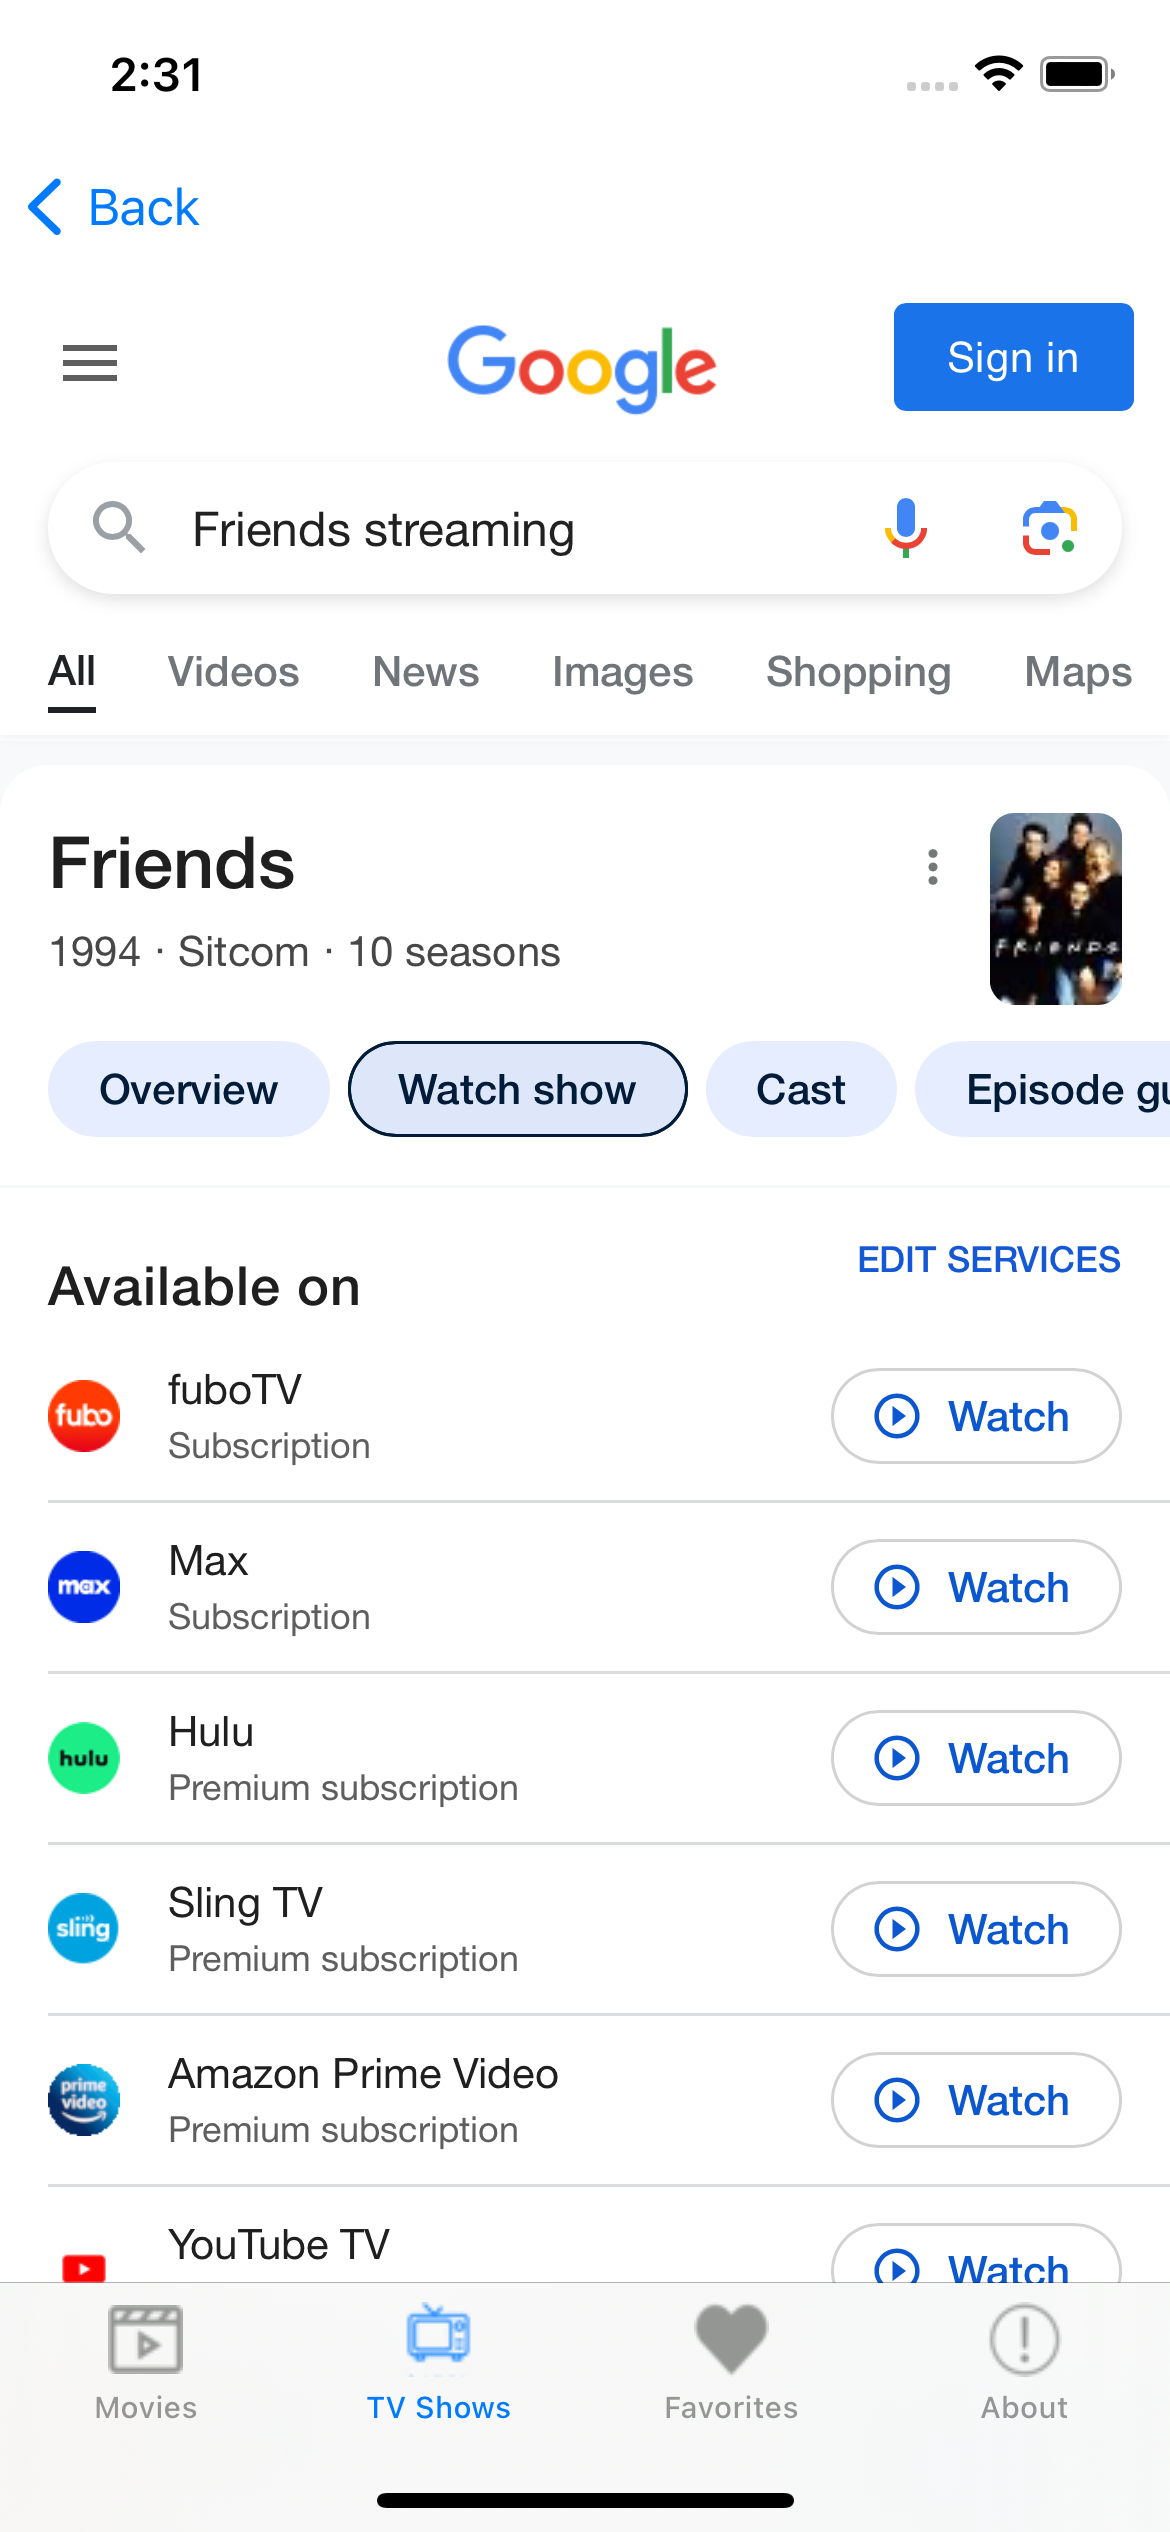 2:31
Back
Google
Sign in
Friends streaming
All Videos News Images Shopping Maps
Friends
1994 · Sitcom · 10 seasons
FRIENDS
Overview Watch show Cast Episode gu
Available on
EDIT SERVICES
fubo
fuboTV
Subscription
Watch
max
Max
Subscription
Watch
hulu
Hulu
Premium subscription
Watch
sling
Sling TV
Premium subscription
Watch
prime
video
Amazon Prime Video
Premium subscription
Watch
YouTube TV
Watch
Movies TV Shows Favorites About